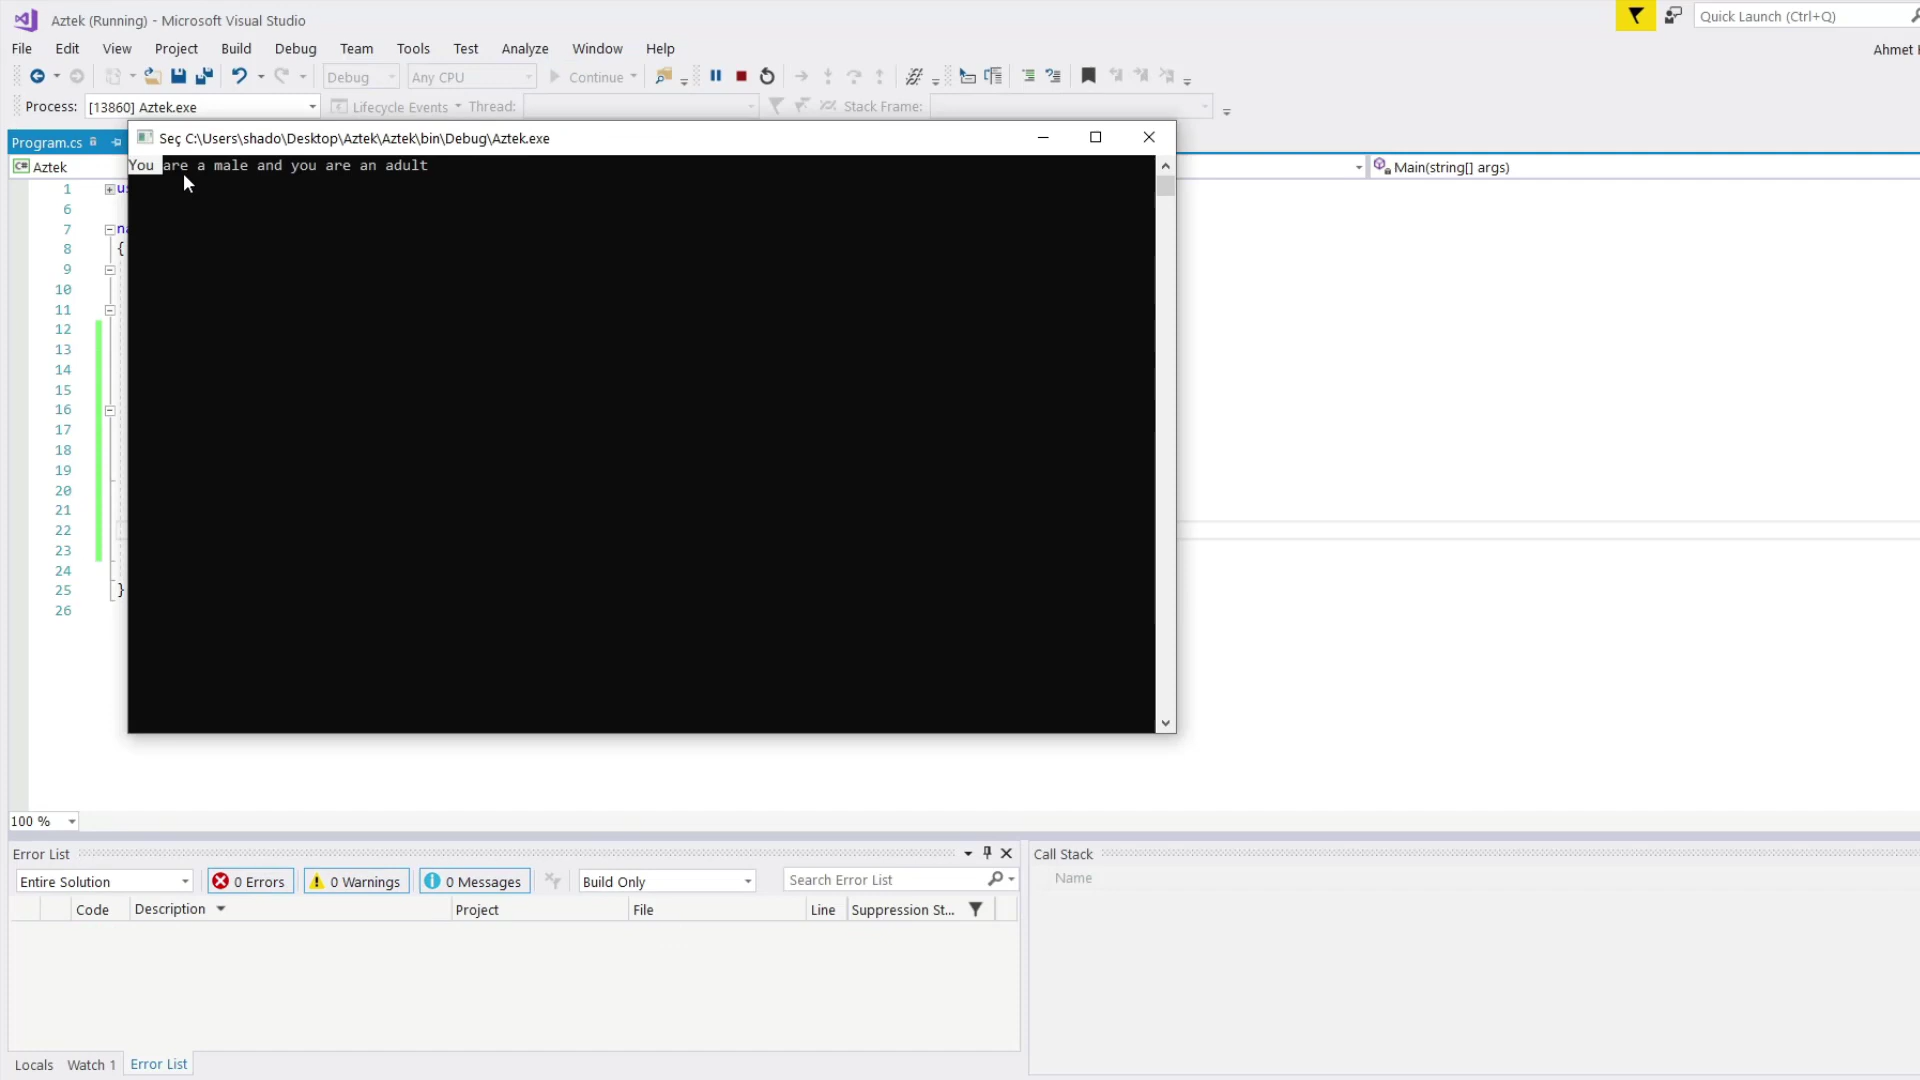 Aztek (Running) - Microsoft Visual Studio
Quick Launch (Ctrl+Q)
File Edit View Project Build Debug Team Tools Test Analyze Window Help
Ahmet
Debug Any CPU Continue
Process: [13860] Aztek.exe Lifecycle Events Thread: Stack Frame:
Program.cs
Seç C:\Users\shado\Desktop\Aztek\Aztek\bin\Debug\Aztek.exe
Aztek
Main(string[] args)
You are a male and you are an adult
1 us
6
7 na
8 {
9
10
11
12
13
14
15
16
17
18
19
20
21
22
23
24
25 }
26
100 %
Error List
Call Stack
Entire Solution 0 Errors 0 Warnings 0 Messages Build Only Search Error List
Name
Code Description Project File Line Suppression St...
Locals Watch 1 Error List